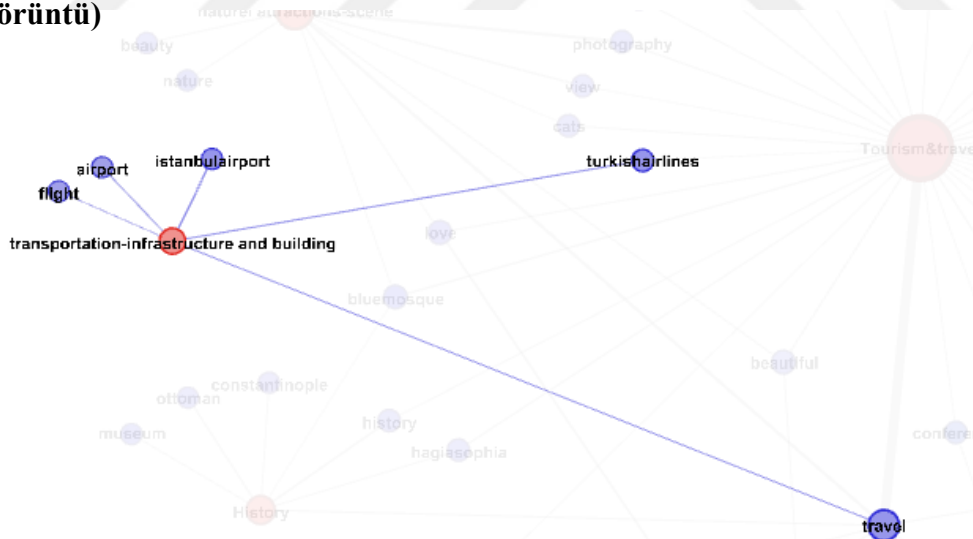 örüntü)
naturel attractions-scene
beauty
photography
nature
view
cats
Tourism&trave
airport
istanbulairport
turkishairlines
flight
love
transportation-infrastructure and building
bluemosque
beautiful
constantinople
ottoman
history
museum
confere
hagiasophia
History
travel